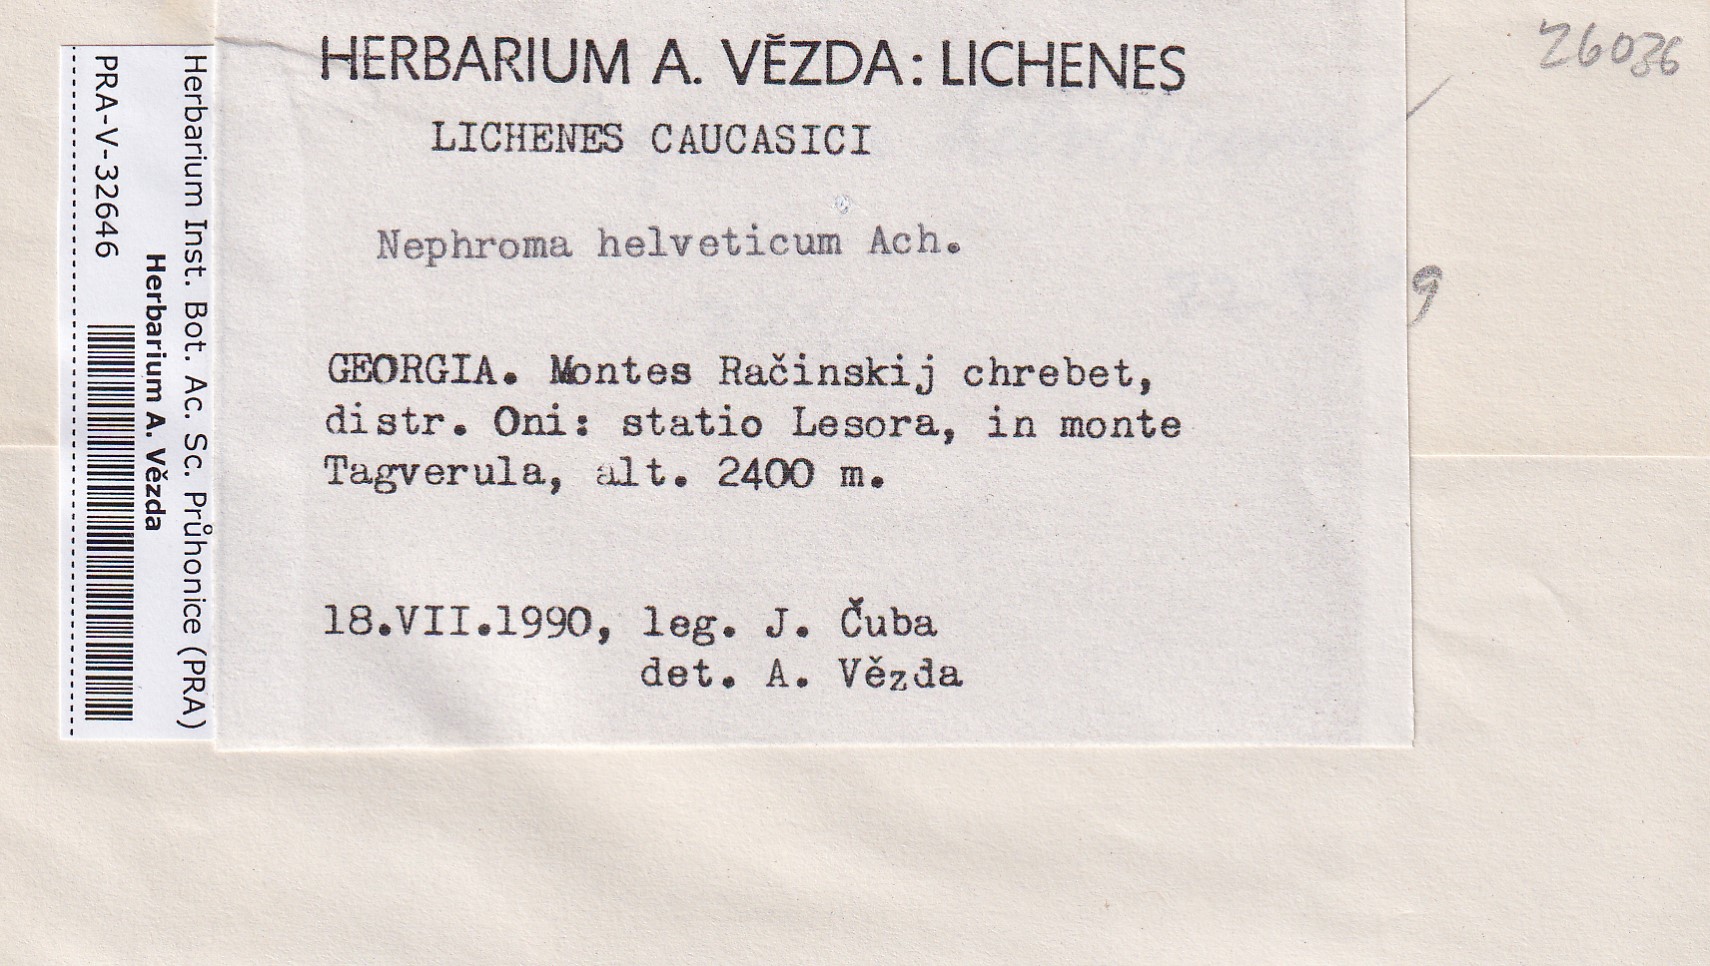 HERBARIUM A. VĚZDA: LICHENES
LICHENES CAUCASICI
Nephroma helveticum Ach.
GEORGIA. Montes Račinskij chrebet,
distr. Oni: statio Lesora, in monte
Tagverula, alt. 2400 m.
18.VII.1990, leg. J. Čuba
det. A. Vězda
Herbarium Inst. Bot. Ac. Sc. Průhonice (PRA)
Herbarium A. Vězda
PRA-V-32646
26036
9